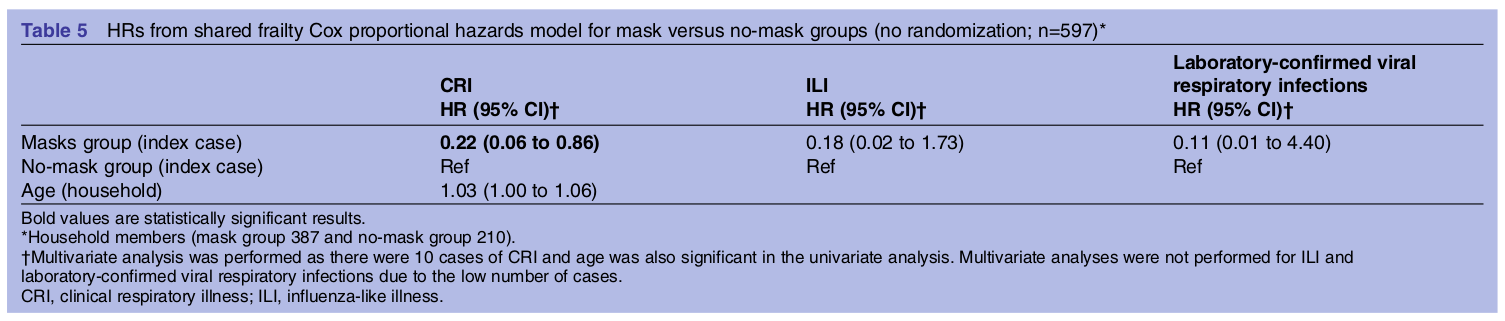 Table 5 HRs from shared frailty Cox proportional hazards model for mask versus no-mask groups (no randomization; n=597)*
CRI
HR (95% CI)†
ILI
HR (95% CI)†
Laboratory-confirmed viral
respiratory infections
HR (95% CI)†
Masks group (index case) 0.22 (0.06 to 0.86) 0.18 (0.02 to 1.73) 0.11 (0.01 to 4.40)
No-mask group (index case) Ref Ref Ref
Age (household) 1.03 (1.00 to 1.06)
Bold values are statistically significant results.
*Household members (mask group 387 and no-mask group 210).
†Multivariate analysis was performed as there were 10 cases of CRI and age was also significant in the univariate analysis. Multivariate analyses were not performed for ILI and
laboratory-confirmed viral respiratory infections due to the low number of cases.
CRI, clinical respiratory illness; ILI, influenza-like illness.